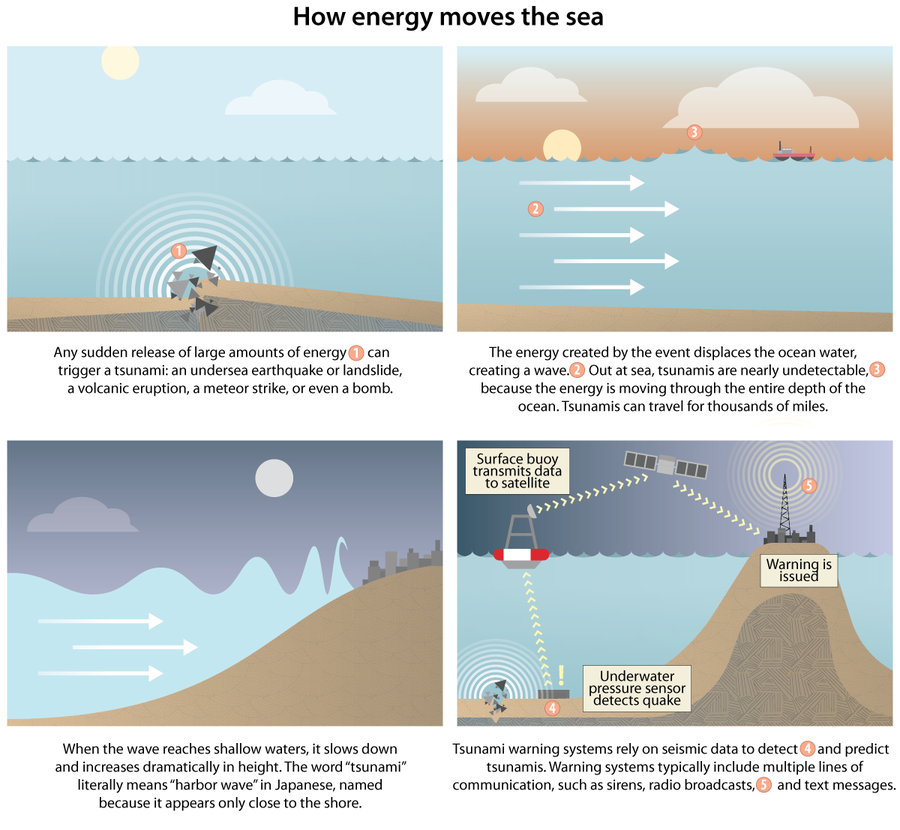 How energy moves the sea
1
Any sudden release of large amounts of energy 1 can
trigger a tsunami: an undersea earthquake or landslide,
a volcanic eruption, a meteor strike, or even a bomb.
3
2
The energy created by the event displaces the ocean water,
creating a wave. 2 Out at sea, tsunamis are nearly undetectable, 3
because the energy is moving through the entire depth of the
ocean. Tsunamis can travel for thousands of miles.
When the wave reaches shallow waters, it slows down
and increases dramatically in height. The word “tsunami”
literally means “harbor wave” in Japanese, named
because it appears only close to the shore.
Surface buoy
transmits data
to satellite
5
Warning is
issued
!
Underwater
pressure sensor
detects quake
4
Tsunami warning systems rely on seismic data to detect 4 and predict
tsunamis. Warning systems typically include multiple lines of
communication, such as sirens, radio broadcasts, 5 and text messages.